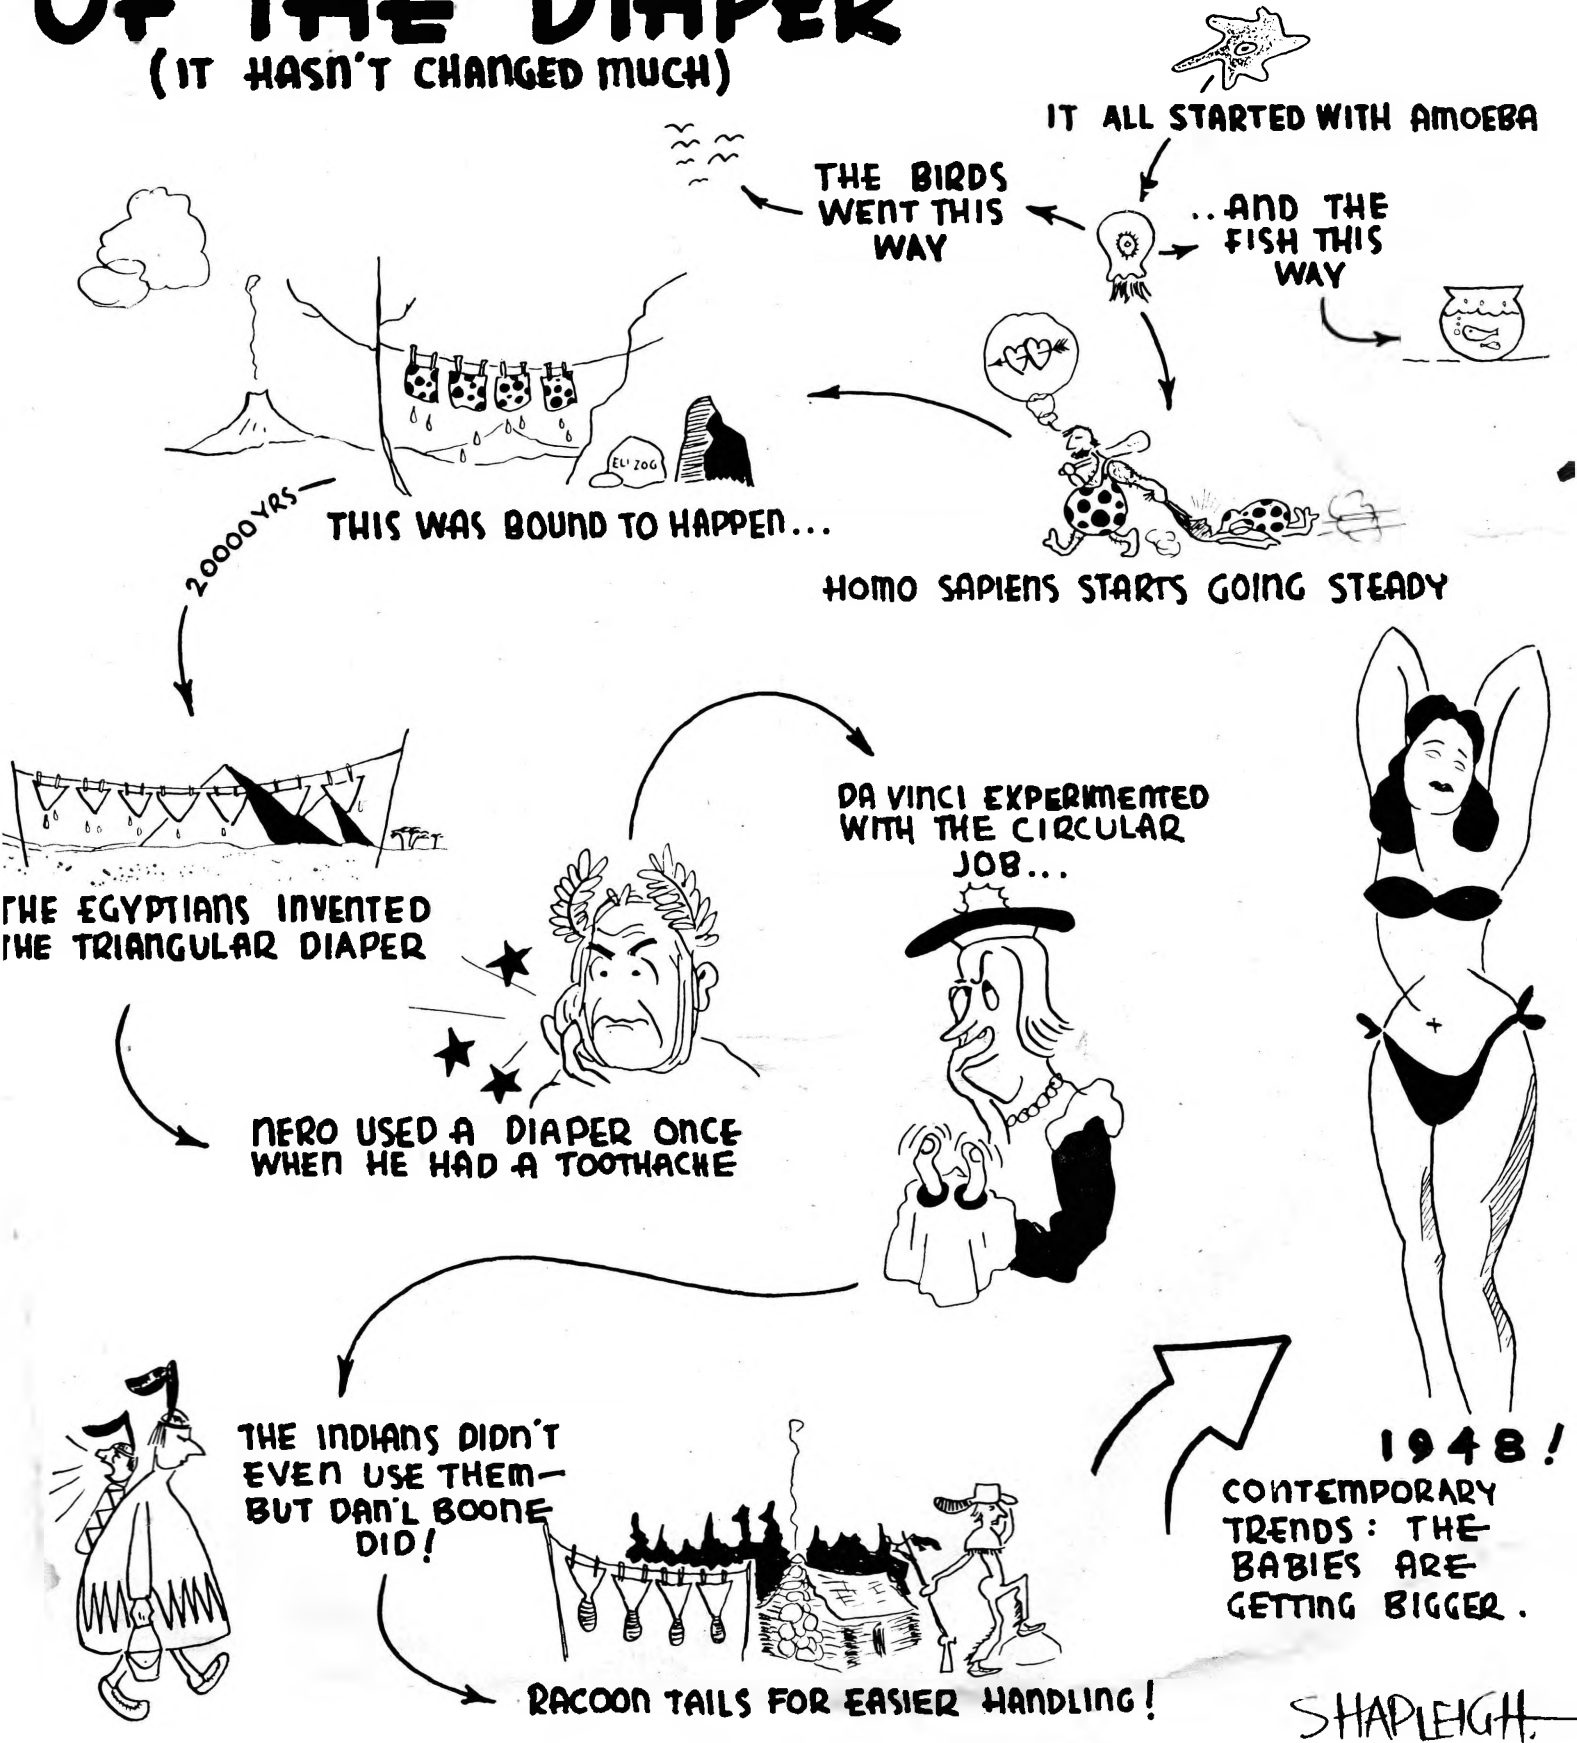 OF THE DIAPER
(IT HASN'T CHANGED MUCH)
IT ALL STARTED WITH AMOEBA
THE BIRDS
WENT THIS
WAY
..AND THE
FISH THIS
WAY
HOMO SAPIENS STARTS GOING STEADY
ELI ZOG
THIS WAS BOUND TO HAPPEN...
20000 YRS
THE EGYPTIANS INVENTED
THE TRIANGULAR DIAPER
NERO USED A DIAPER ONCE
WHEN HE HAD A TOOTHACHE
DA VINCI EXPERIMENTED
WITH THE CIRCULAR
JOB...
THE INDIANS DIDN'T
EVEN USE THEM—
BUT DAN'L BOONE
DID!
RACOON TAILS FOR EASIER HANDLING!
1948!
CONTEMPORARY
TRENDS: THE
BABIES ARE
GETTING BIGGER.
SHAPLEIGH.